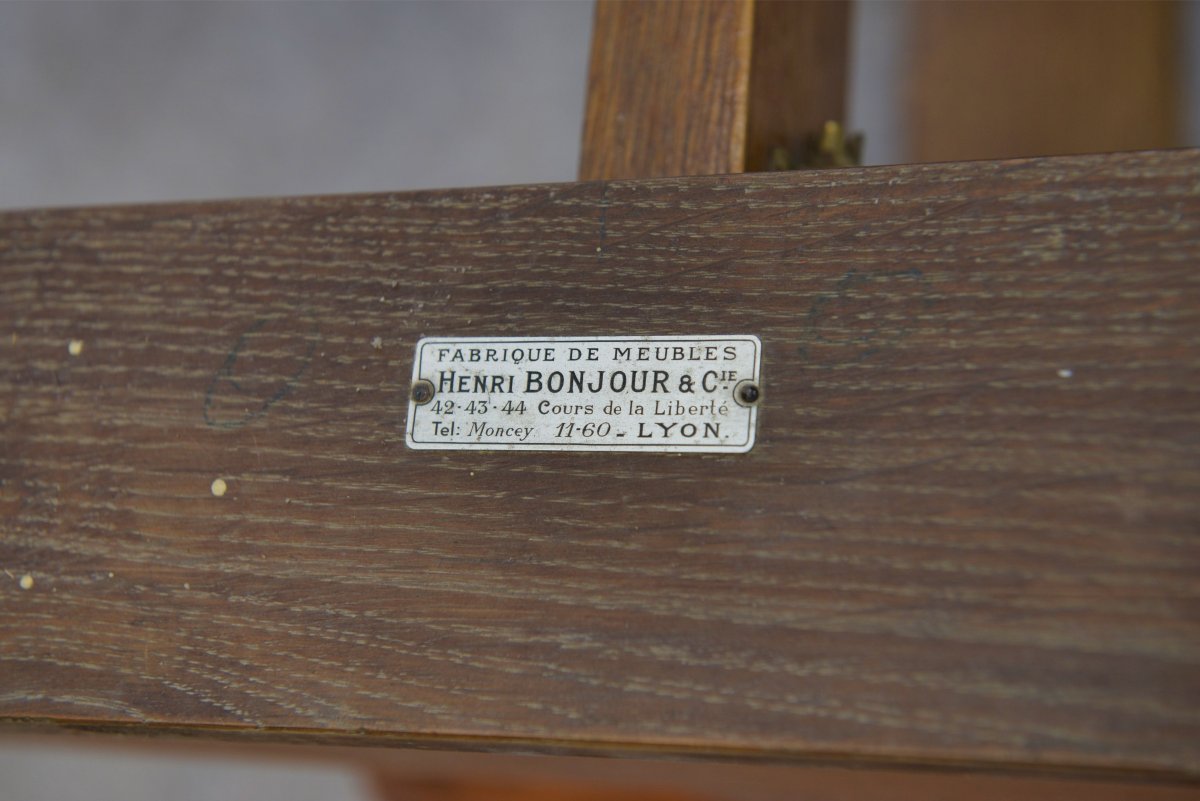 FABRIQUE DE MEUBLES
HENRI BONJOUR & CIE
42-43-44 Cours de la Liberté
Tel: Moncey 11-60 - LYON.